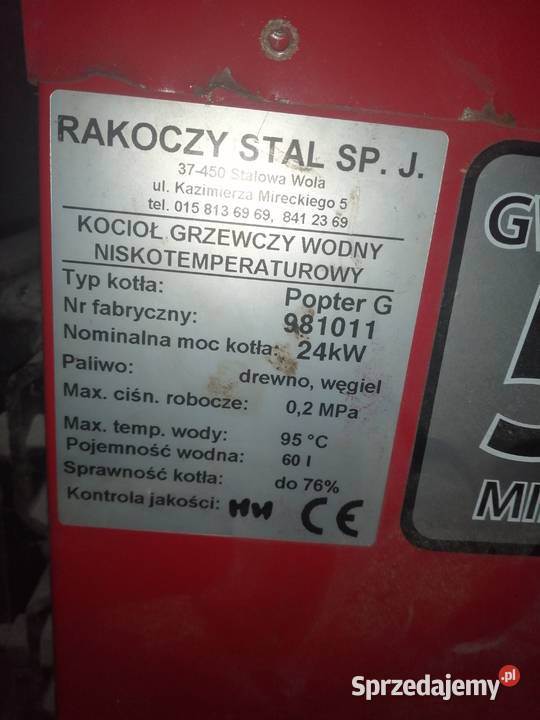 RAKOCZY STAL SP. J.
37-450 Stalowa Wola
ul. Kazimierza Mireckiego 5
tel. 015 813 69 69, 841 23 69
KOCIOŁ GRZEWCZY WODNY
NISKOTEMPERATUROWY
Typ kotła: Popter G
Nr fabryczny: 981011
Nominalna moc kotła: 24kW
Paliwo: drewno, węgiel
Max. ciśn. robocze: 0,2 MPa
Max. temp. wody: 95 °C
Pojemność wodna: 60 l
Sprawność kotła: do 76%
Kontrola jakości: CE
G
5
MI
Sprzedajemy.pl